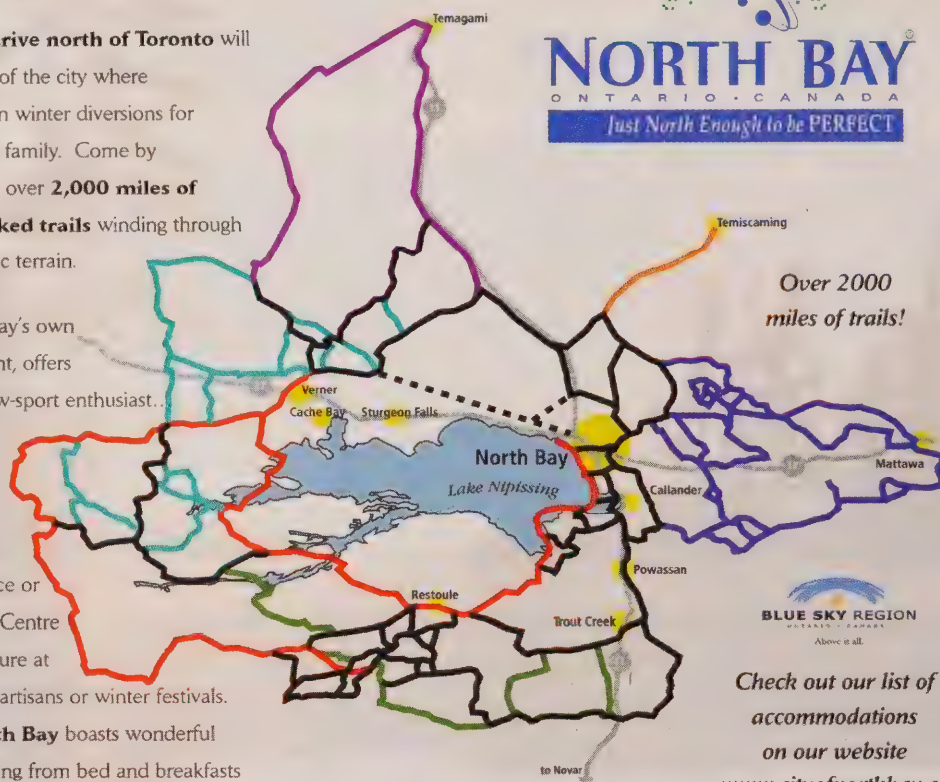 rive north of Toronto will
of the city where
n winter diversions for
family. Come by
over 2,000 miles of
ked trails winding through
c terrain.
ay's own
nt, offers
w-sport enthusiast..
ce or
Centre
ure at
artisans or winter festivals.
h Bay boasts wonderful
ng from bed and breakfasts
NORTH BAY
ONTARIO · CANADA
Just North Enough to be PERFECT
Temagami
Temiscaming
Over 2000
miles of trails!
Verner
Cache Bay
Sturgeon Falls
North Bay
Lake Nipissing
Mattawa
Callander
Powassan
Restoule
Trout Creek
to Novar
BLUE SKY REGION
ONTARIO · CANADA
Above it all.
Check out our list of
accommodations
on our website